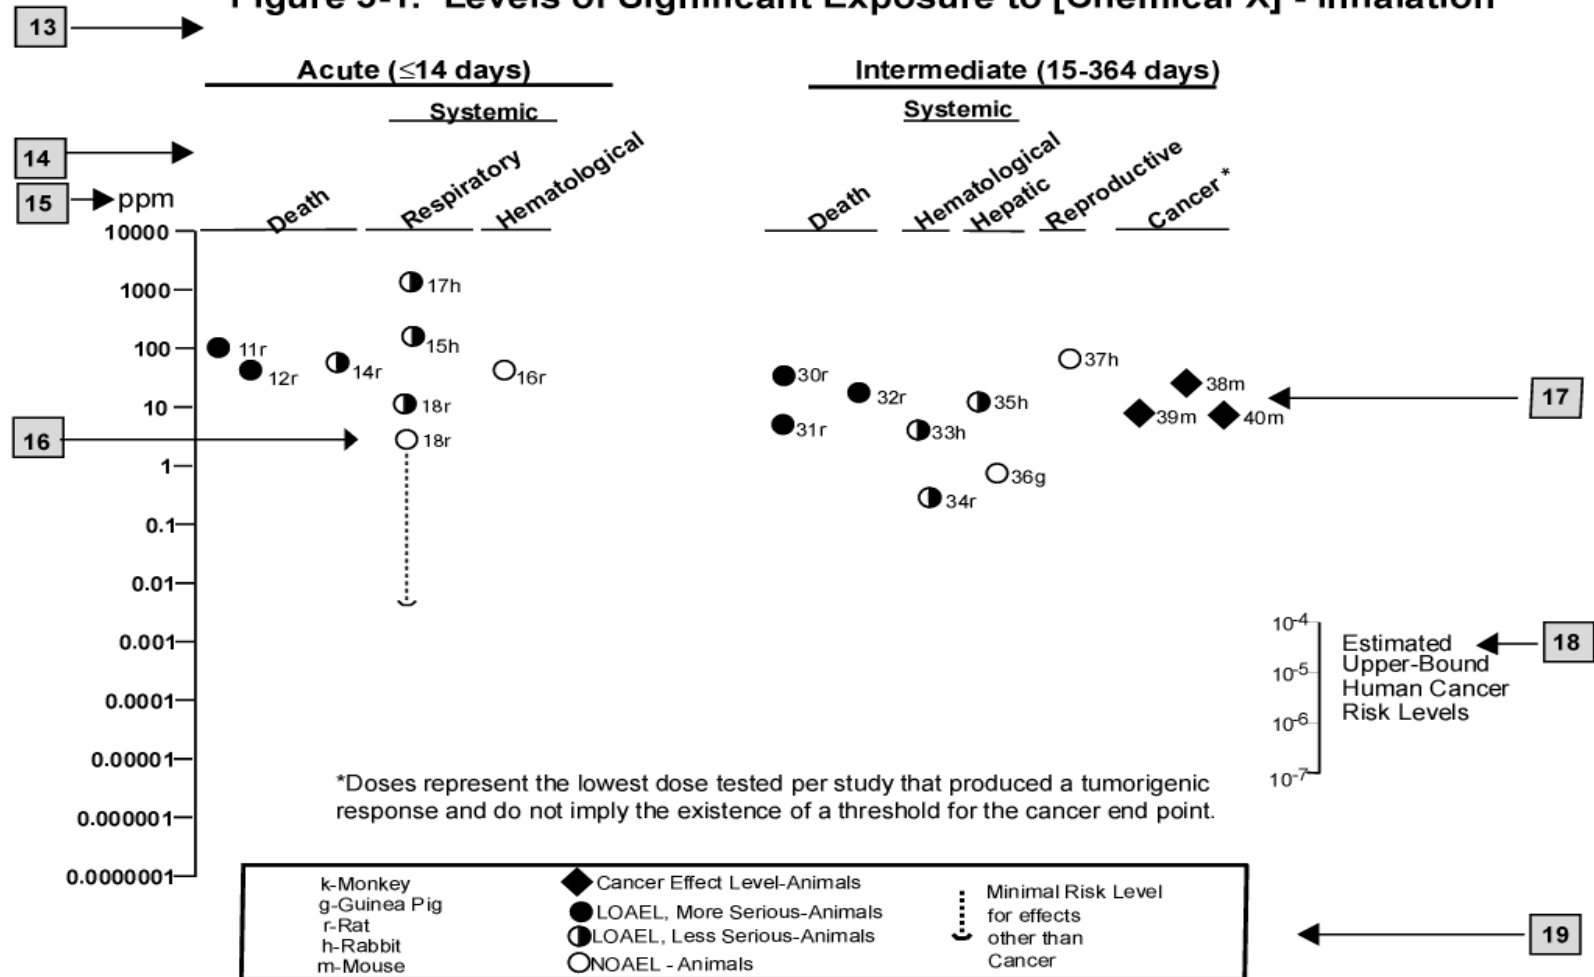 Figure 3-1. Levels of Significant Exposure to [Chemical X] - Inhalation
13
Acute (≤14 days)
Intermediate (15-364 days)
Systemic
Systemic
14
15
ppm
Death
Respiratory
Hematological
Death
Hematological
Hepatic
Reproductive
Cancer*
10000
1000
100
10
1
0.1
0.01
0.001
0.0001
0.00001
0.000001
0.0000001
17h
15h
11r
12r
14r
16r
18r
18r
16
30r
31r
32r
33h
34r
35h
36g
37h
38m
39m
40m
17
10-4
10-5
10-6
10-7
Estimated
Upper-Bound
Human Cancer
Risk Levels
18
*Doses represent the lowest dose tested per study that produced a tumorigenic
response and do not imply the existence of a threshold for the cancer end point.
k-Monkey
g-Guinea Pig
r-Rat
h-Rabbit
m-Mouse
Cancer Effect Level-Animals
LOAEL, More Serious-Animals
LOAEL, Less Serious-Animals
NOAEL - Animals
Minimal Risk Level
for effects
other than
Cancer
19